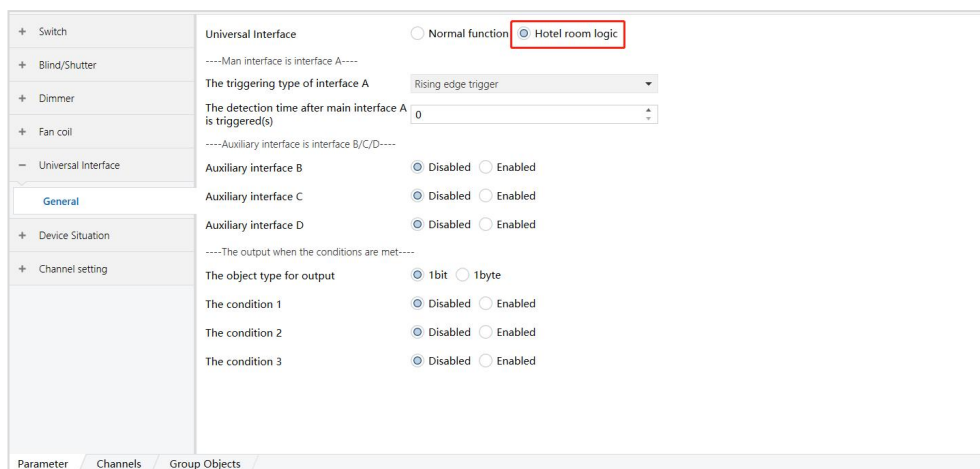 + Switch
+ Blind/Shutter
+ Dimmer
+ Fan coil
− Universal Interface
General
+ Device Situation
+ Channel setting
Universal Interface Normal function Hotel room logic
----Man interface is interface A----
The triggering type of interface A Rising edge trigger
The detection time after main interface A
is triggered(s) 0
----Auxiliary interface is interface B/C/D----
Auxiliary interface B Disabled Enabled
Auxiliary interface C Disabled Enabled
Auxiliary interface D Disabled Enabled
----The output when the conditions are met----
The object type for output 1bit 1byte
The condition 1 Disabled Enabled
The condition 2 Disabled Enabled
The condition 3 Disabled Enabled
Parameter Channels Group Objects